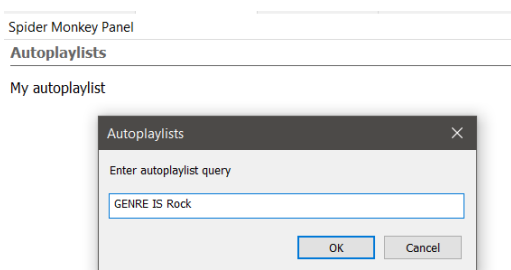 Spider Monkey Panel
Autoplaylists
My autoplaylist
Autoplaylists
Enter autoplaylist query
GENRE IS Rock
OK Cancel